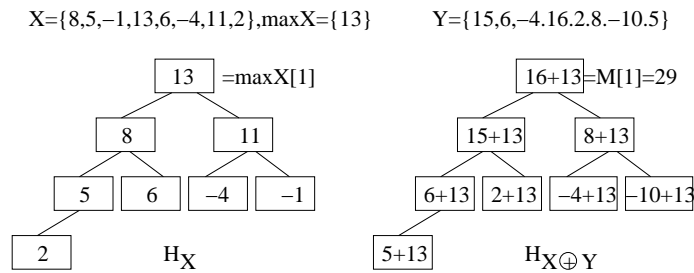 X={8,5,−1,13,6,−4,11,2},maxX={13} Y={15,6,−4.16.2.8.−10.5}
13 =maxX[1] 16+13 =M[1]=29
8 11 15+13 8+13
5 6 −4 −1 6+13 2+13 −4+13 −10+13
2 H_X 5+13 H_X⊕Y